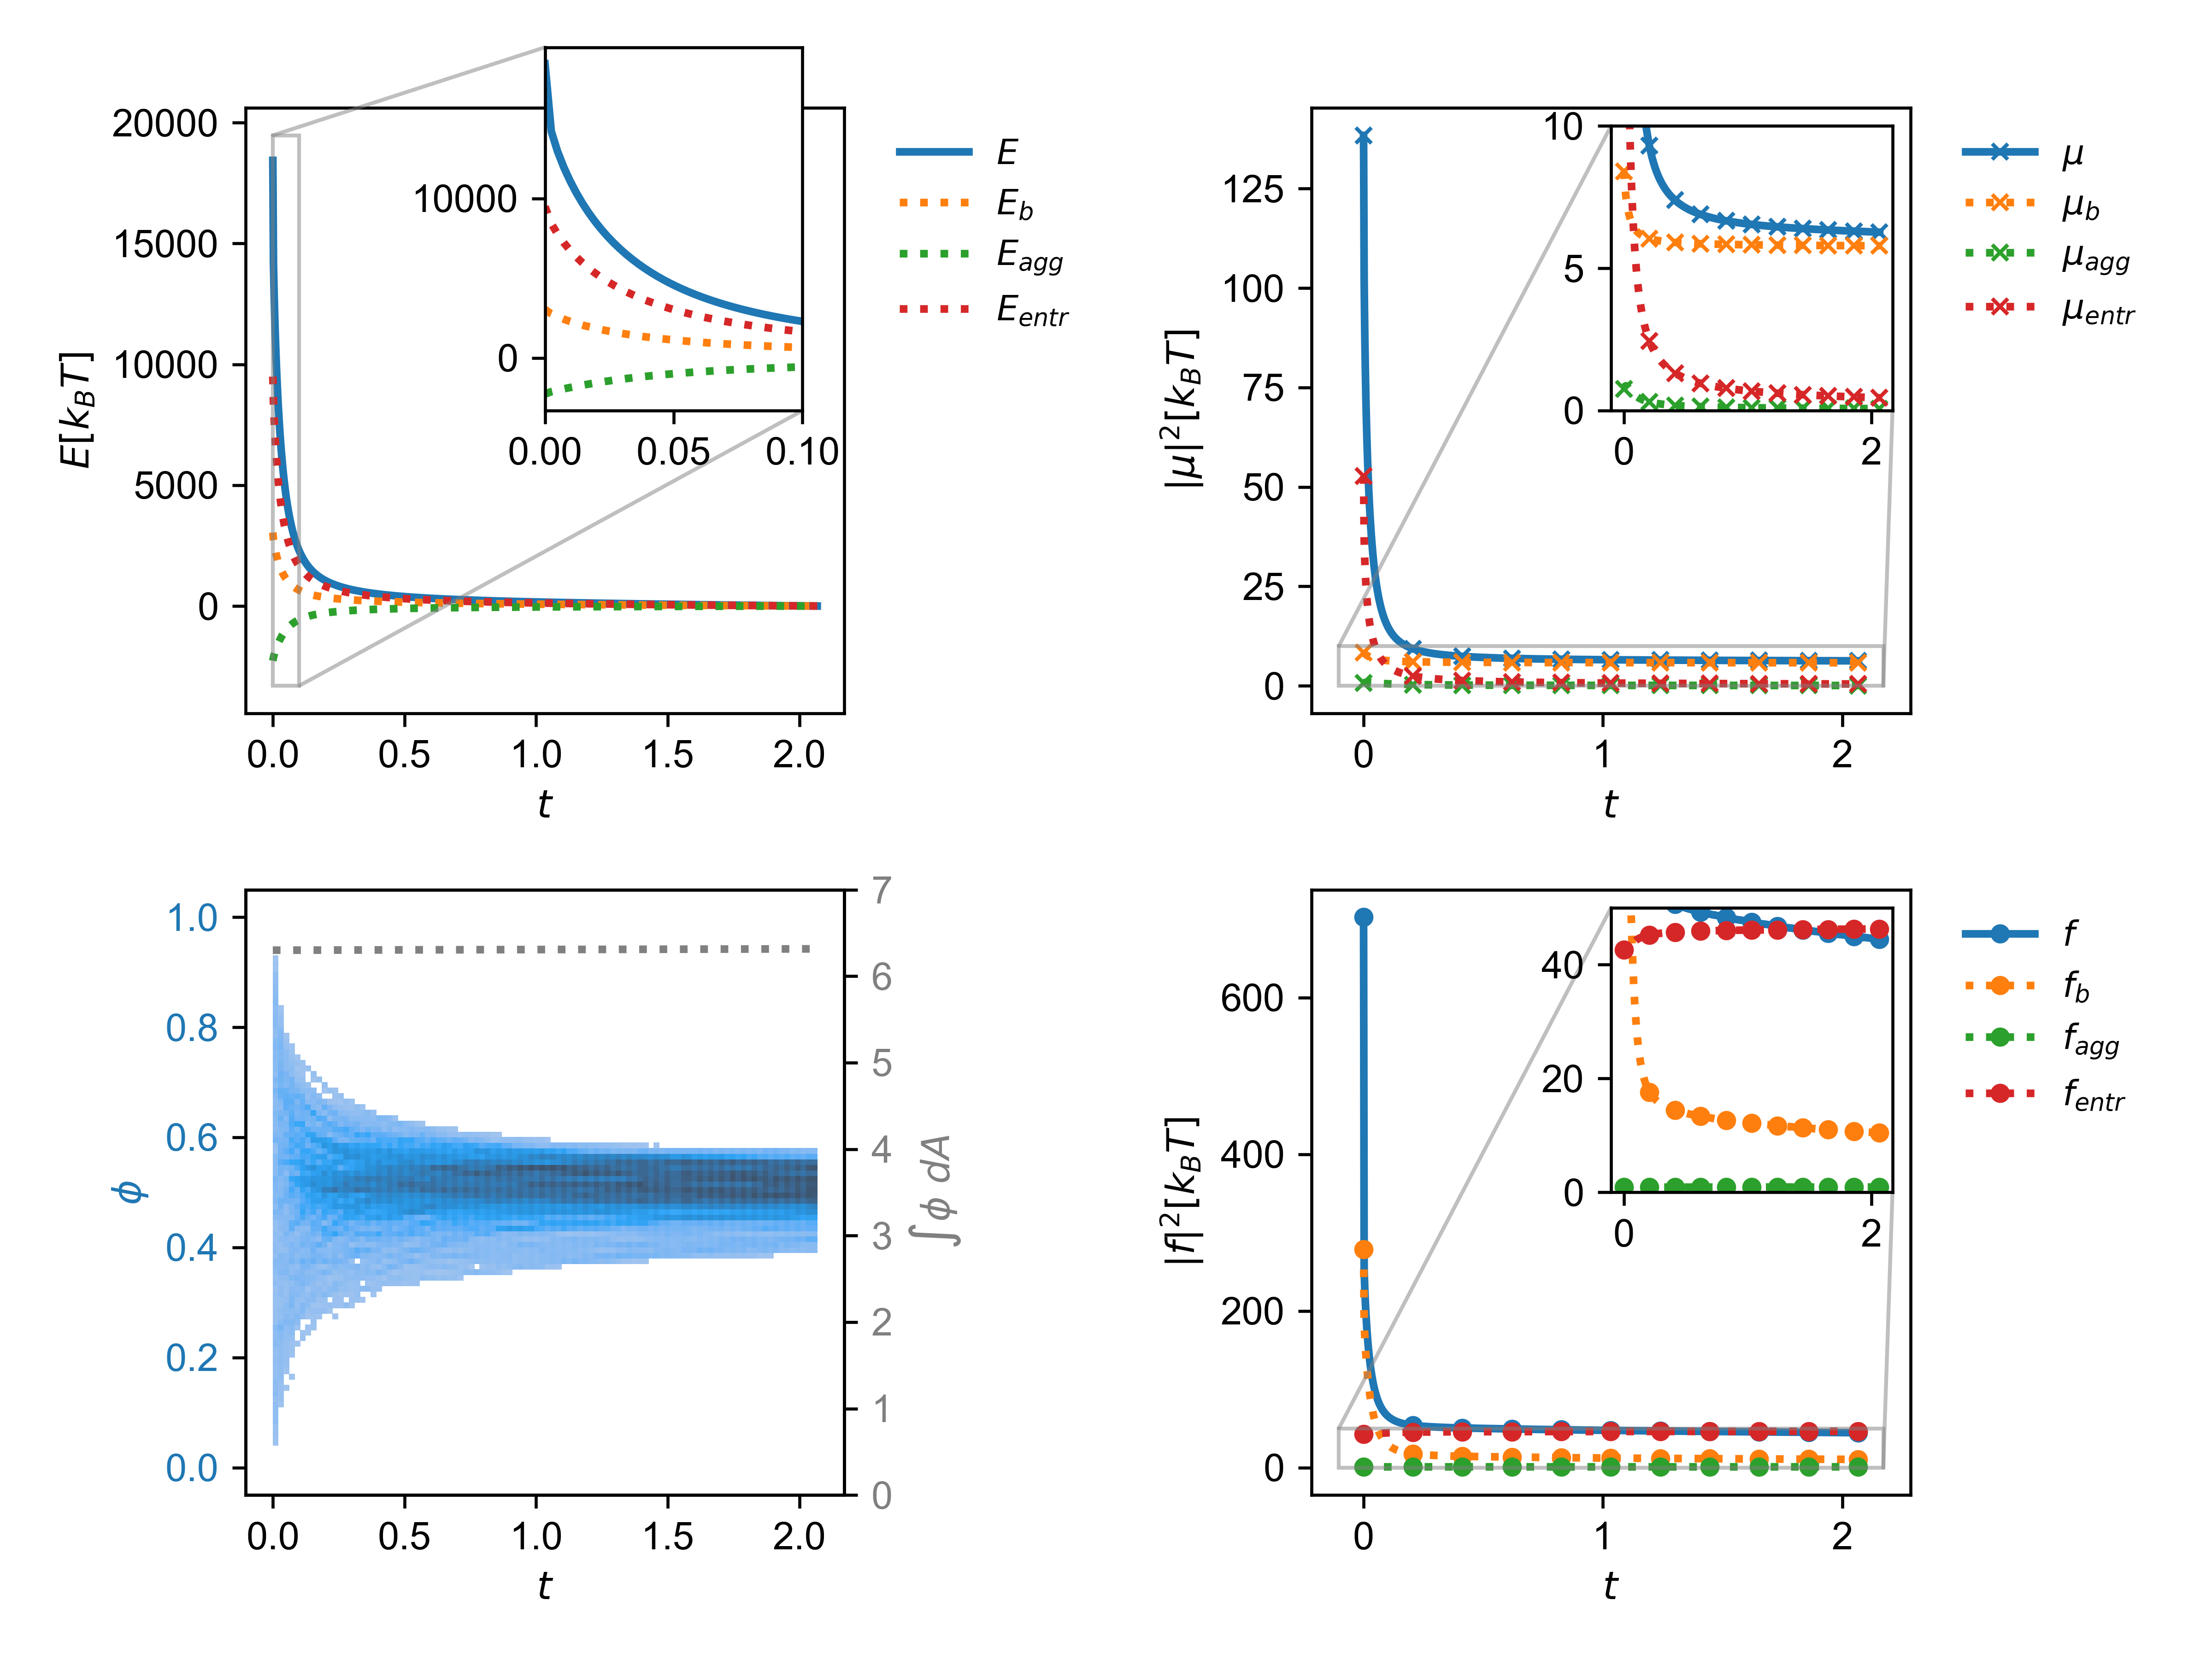 20000
15000
10000
5000
0
E[k_BT]
0.0 0.5 1.0 1.5 2.0
t
10000
0
0.00 0.05 0.10
E
E_b
E_agg
E_entr
125
100
75
50
25
0
|μ|²[k_BT]
0 1 2
t
10
5
0
0 2
μ
μ_b
μ_agg
μ_entr
1.0
0.8
0.6
0.4
0.2
0.0
ϕ
0.0 0.5 1.0 1.5 2.0
t
7
6
5
4
3
2
1
0
∫ϕ dA
600
400
200
0
|f|²[k_BT]
0 1 2
t
40
20
0
0 2
f
f_b
f_agg
f_entr